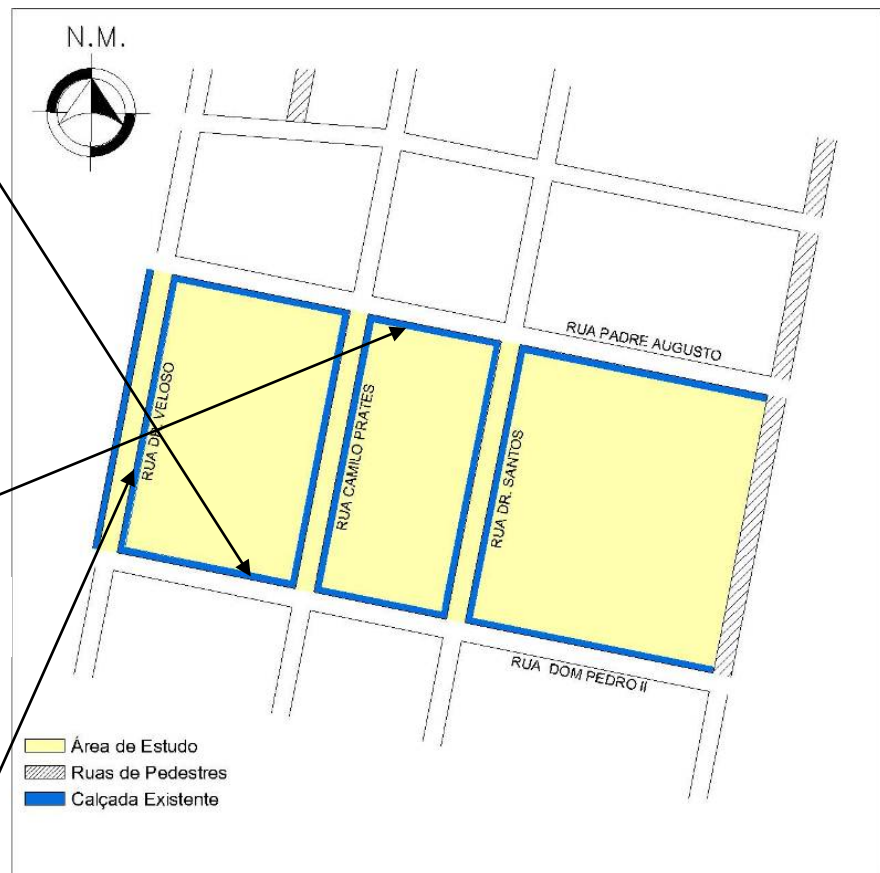 N.M.
RUA PADRE AUGUSTO
RUA DR. VELOSO
RUA CAMILO PRATES
RUA DR. SANTOS
RUA DOM PEDRO II
Área de Estudo
Ruas de Pedestres
Calçada Existente